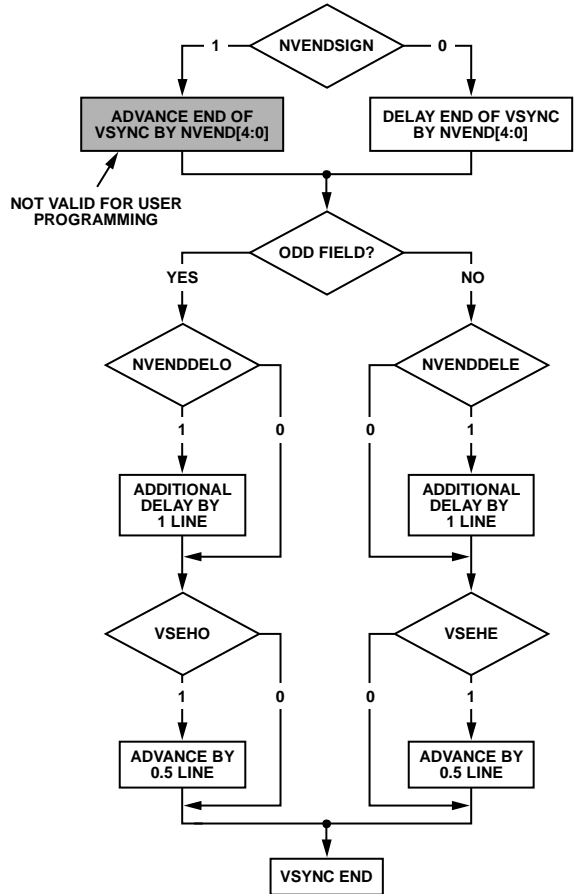 NVENDSIGN
1
0
ADVANCE END OF
VSYNC BY NVEND[4:0]
DELAY END OF VSYNC
BY NVEND[4:0]
NOT VALID FOR USER
PROGRAMMING
ODD FIELD?
YES
NO
NVENDDELO
NVENDDELE
1
0
0
1
ADDITIONAL
DELAY BY
1 LINE
ADDITIONAL
DELAY BY
1 LINE
VSEHO
VSEHE
1
0
0
1
ADVANCE BY
0.5 LINE
ADVANCE BY
0.5 LINE
VSYNC END